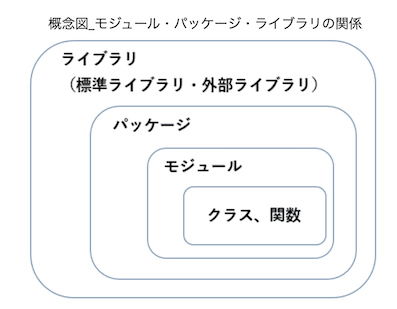 概念図_モジュール・パッケージ・ライブラリの関係
ライブラリ
（標準ライブラリ・外部ライブラリ）
パッケージ
モジュール
クラス、関数